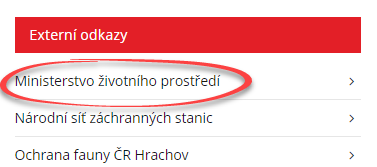 Externí odkazy
Ministerstvo životního prostředí
Národní síť záchranných stanic
Ochrana fauny ČR Hrachov